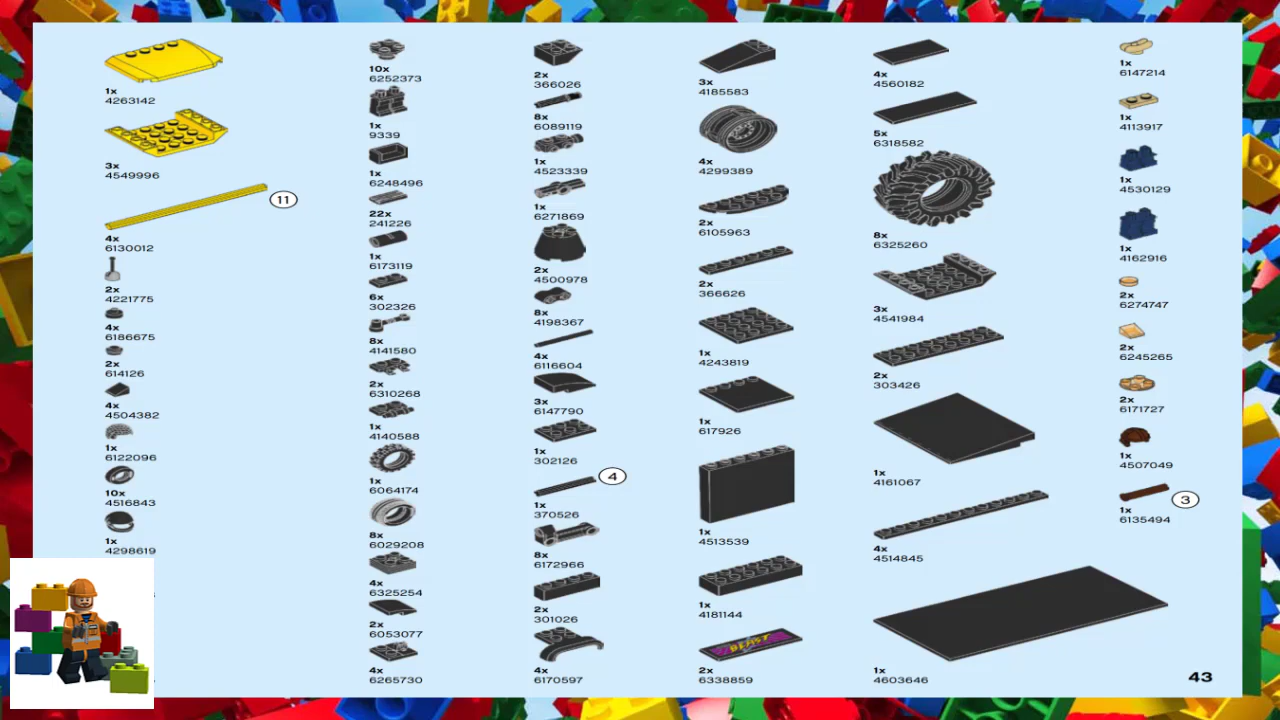 1x
4263142
3x
4549996
11
4x
6130012
2x
4221775
4x
6186675
2x
614126
4x
4504382
1x
6122096
10x
4516843
1x
4298619
10x
6252373
1x
9339
1x
6248496
22x
241226
1x
6173119
6x
302326
8x
4141580
2x
6310268
1x
4140588
1x
6064174
8x
6029208
4x
6325254
2x
6053077
4x
6265730
2x
366026
8x
6089119
1x
4523339
1x
6271869
2x
4500978
8x
4198367
4x
6116604
3x
6147790
1x
302126
4
1x
370526
8x
6172966
2x
301026
4x
6170597
3x
4185583
4x
4299389
2x
6105963
2x
366626
1x
4243819
1x
617926
1x
4513539
1x
4181144
BEAST
2x
6338859
4x
4560182
5x
6318582
8x
6325260
3x
4541984
2x
303426
1x
4161067
4x
4514845
1x
4603646
1x
6147214
1x
4113917
1x
4530129
1x
4162916
2x
6274747
2x
6245265
2x
6171727
1x
4507049
3
1x
6135494
43